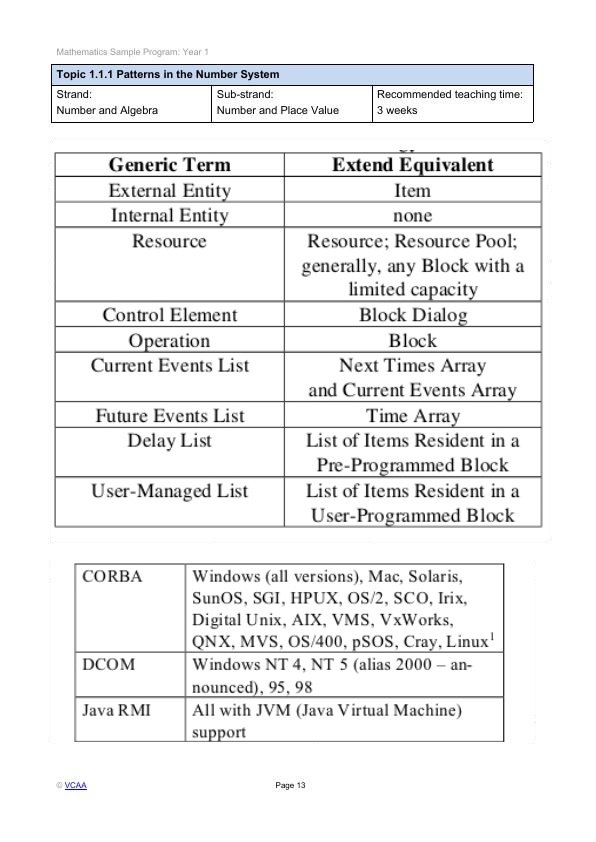 Mathematics Sample Program: Year 1
Topic 1.1.1 Patterns in the Number System
Strand:
Number and Algebra
Sub-strand:
Number and Place Value
Recommended teaching time:
3 weeks
Generic Term Extend Equivalent
External Entity Item
Internal Entity none
Resource Resource; Resource Pool;
generally, any Block with a
limited capacity
Control Element Block Dialog
Operation Block
Current Events List Next Times Array
and Current Events Array
Future Events List Time Array
Delay List List of Items Resident in a
Pre-Programmed Block
User-Managed List List of Items Resident in a
User-Programmed Block
CORBA Windows (all versions), Mac, Solaris,
SunOS, SGI, HPUX, OS/2, SCO, Irix,
Digital Unix, AIX, VMS, VxWorks,
QNX, MVS, OS/400, pSOS, Cray, Linux¹
DCOM Windows NT 4, NT 5 (alias 2000 – an-
nounced), 95, 98
Java RMI All with JVM (Java Virtual Machine)
support
© VCAA Page 13